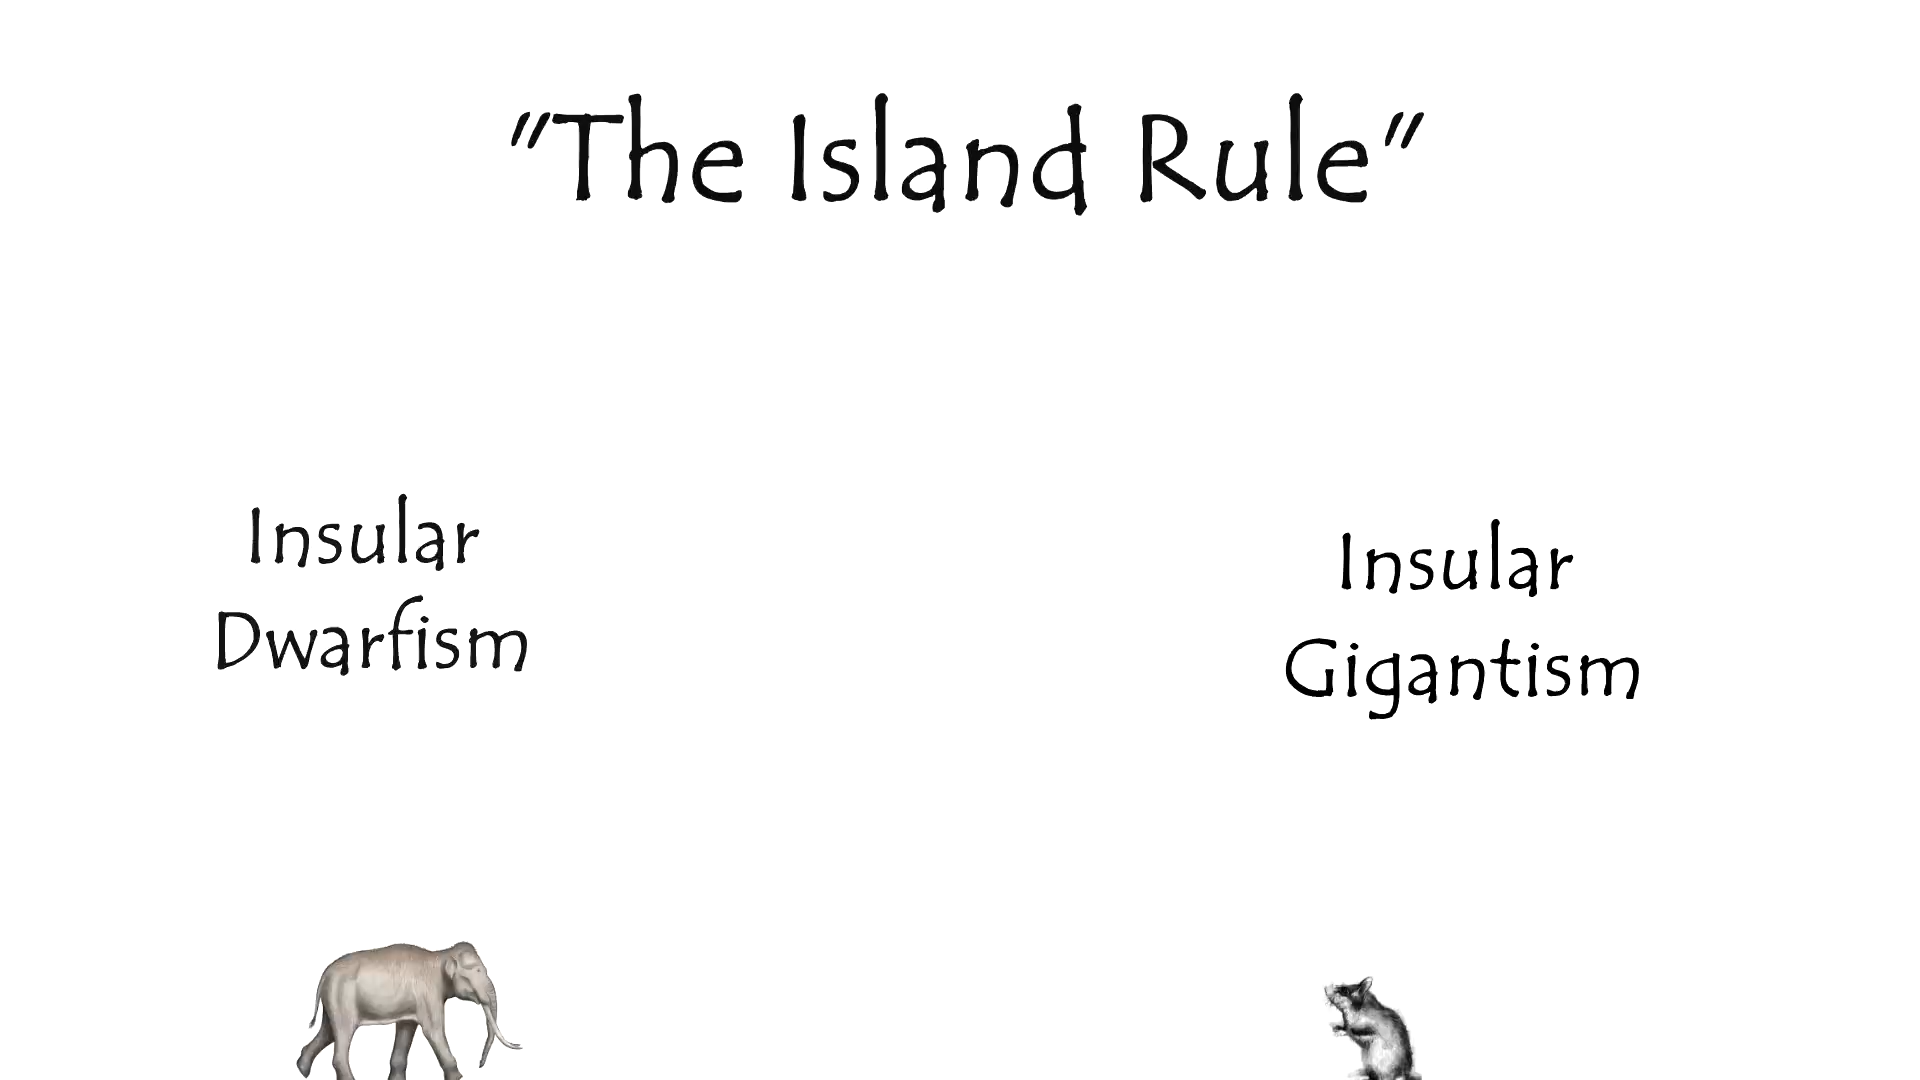 "The Island Rule"
Insular
Dwarfism
Insular
Gigantism